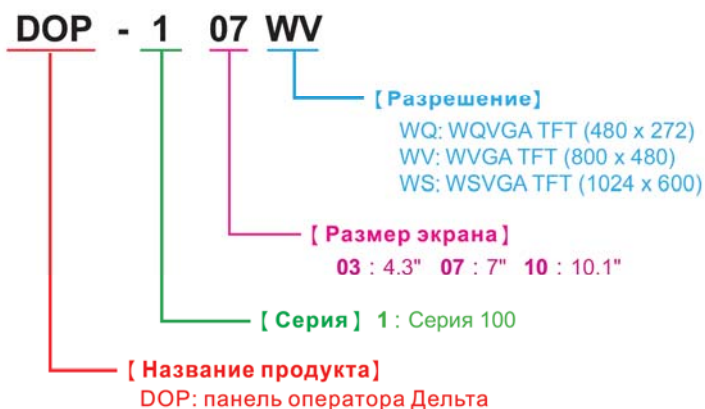 DOP - 1 07 WV
【Разрешение】
WQ: WQVGA TFT (480 x 272)
WV: WVGA TFT (800 x 480)
WS: WSVGA TFT (1024 x 600)
【Размер экрана】
03 : 4.3" 07 : 7" 10 : 10.1"
【Серия】 1 : Серия 100
【Название продукта】
DOP: панель оператора Дельта